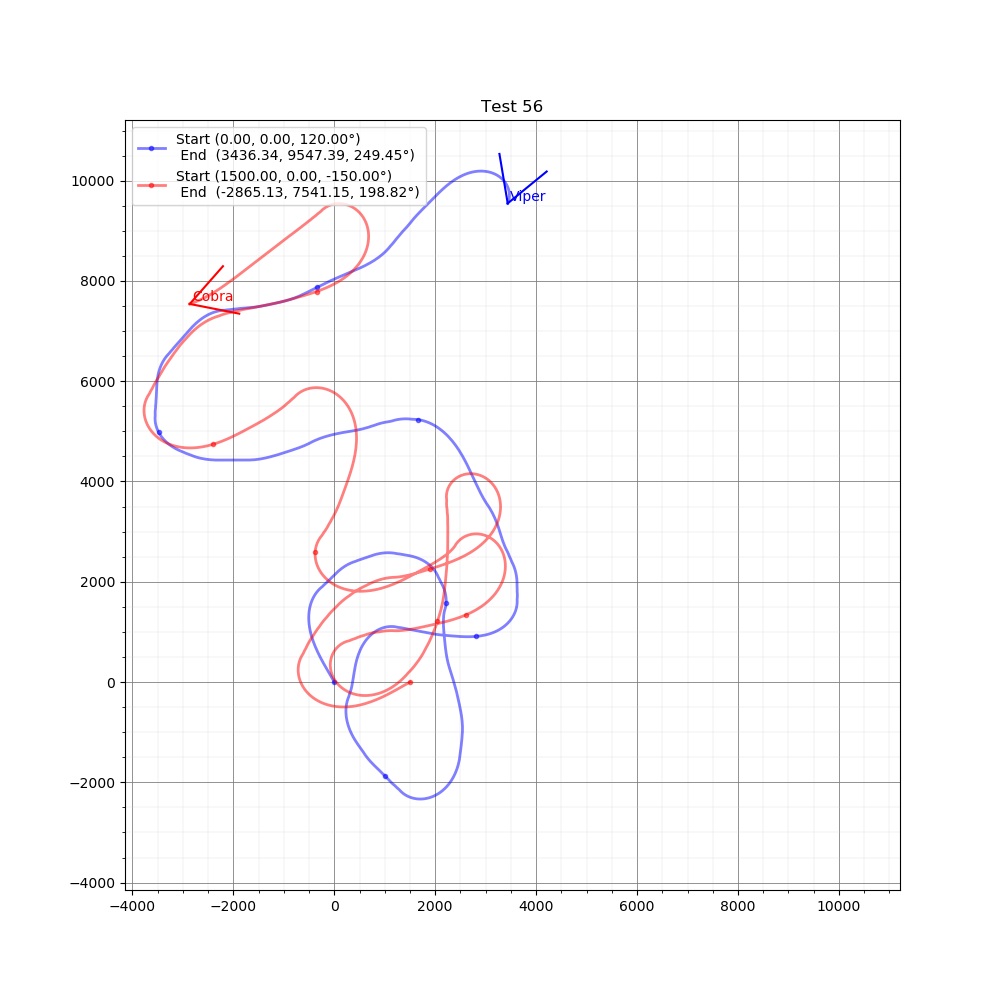 Test 56
Start (0.00, 0.00, 120.00°)
End (3436.34, 9547.39, 249.45°)
Start (1500.00, 0.00, -150.00°)
End (-2865.13, 7541.15, 198.82°)
Viper
Cobra
10000
8000
6000
4000
2000
0
−2000
−4000
−4000 −2000 0 2000 4000 6000 8000 10000